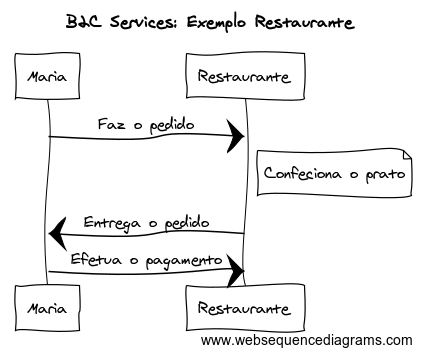 B2C Services: Exemplo Restaurante
Maria
Restaurante
Faz o pedido
Confeciona o prato
Entrega o pedido
Efetua o pagamento
Maria
Restaurante
www.websequencediagrams.com